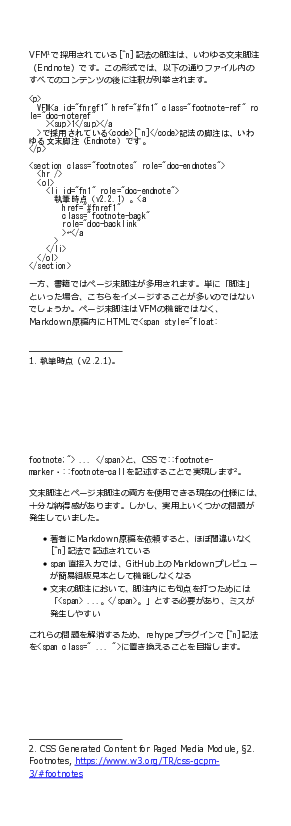 VFM¹で採用されている[^n]記法の脚注は、いわゆる文末脚注
（Endnote）です。この形式では、以下の通りファイル内の
すべてのコンテンツの後に注釈が列挙されます。
<p>
VFM<a id="fnref1" href="#fn1" class="footnote-ref" ro
le="doc-noteref"
><sup>1</sup></a
>で採用されている<code>[^n]</code>記法の脚注は、いわ
ゆる文末脚注（Endnote）です。
</p>
<section class="footnotes" role="doc-endnotes">
<hr />
<ol>
<li id="fn1" role="doc-endnote">
執筆時点（v2.2.1）。<a
href="#fnref1"
class="footnote-back"
role="doc-backlink"
>↩</a
>
</li>
</ol>
</section>
一方、書籍ではページ末脚注が多用されます。単に「脚注」
といった場合、こちらをイメージすることが多いのではない
でしょうか。ページ末脚注はVFMの機能ではなく、
Markdown原稿内にHTMLで<span style="float:
1. 執筆時点（v2.2.1）。
footnote;"> ... </span>と、CSSで::footnote-
marker・::footnote-callを記述することで実現します²。
文末脚注とページ末脚注の両方を使用できる現在の仕様には、
十分な納得感があります。しかし、実用上いくつかの問題が
発生していました。
• 著者にMarkdown原稿を依頼すると、ほぼ間違いなく
[^n]記法で記述されている
• span直接入力では、GitHub上のMarkdownプレビュー
が簡易組版見本として機能しなくなる
• 文末の脚注において、脚注内にも句点を打つためには
「<span> ...。</span>。」とする必要があり、ミスが
発生しやすい
これらの問題を解消するため、rehypeプラグインで[^n]記法
を<span class=" ... ">に置き換えることを目指します。
2. CSS Generated Content for Paged Media Module, §2.
Footnotes, https://www.w3.org/TR/css-gcpm-
3/#footnotes